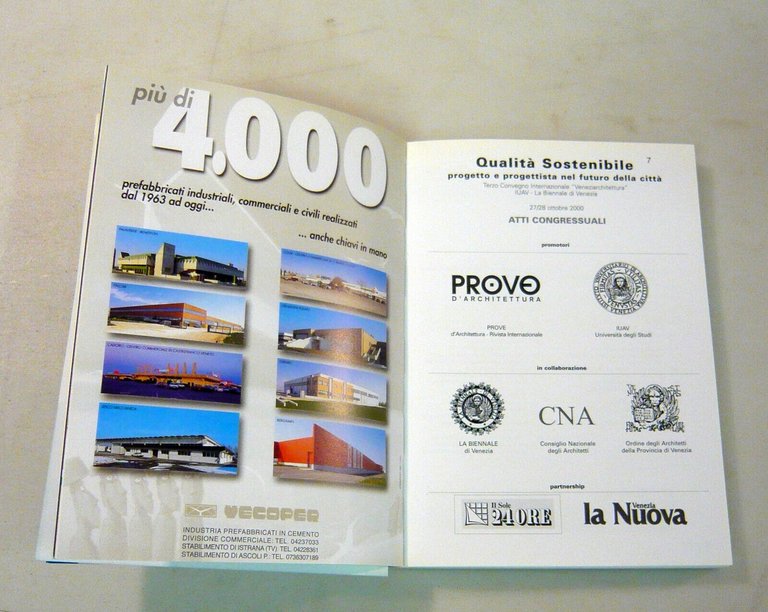 più di
4.000
prefabbricati industriali, commerciali e civili realizzati
dal 1963 ad oggi...
... anche chiavi in mano
VECOPER
INDUSTRIA PREFABBRICATI IN CEMENTO
DIVISIONE COMMERCIALE: TEL. 04237033
STABILIMENTO DI ISTRANA (TV): TEL. 04228361
STABILIMENTO DI ASCOLI P.: TEL. 0736307189
7
Qualità Sostenibile
progetto e progettista nel futuro della città
Terzo Convegno Internazionale "Veneziarchitettura"
IUAV - La Biennale di Venezia
27/28 ottobre 2000
ATTI CONGRESSUALI
promotori
PROVE
D'ARCHITETTURA
PROVE
d'Architettura - Rivista Internazionale
IUAV
Università degli Studi
in collaborazione
LA BIENNALE
di Venezia
CNA
Consiglio Nazionale
degli Architetti
Ordine degli Architetti
della Provincia di Venezia
partnership
Il Sole
24 ORE
la Nuova
Venezia